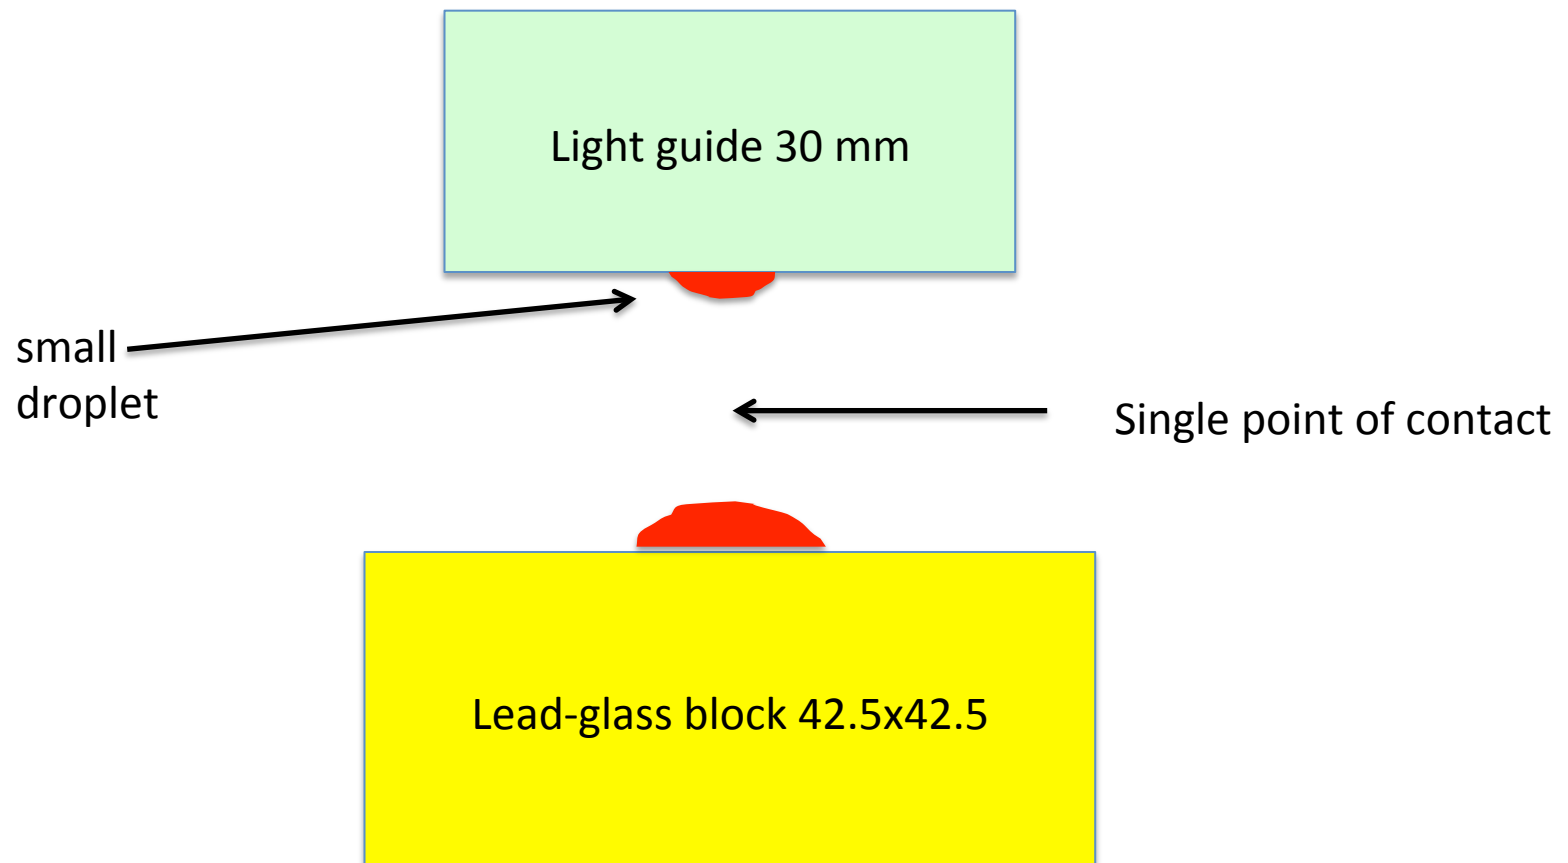 Light guide 30 mm
small
droplet
Single point of contact
Lead-glass block 42.5x42.5